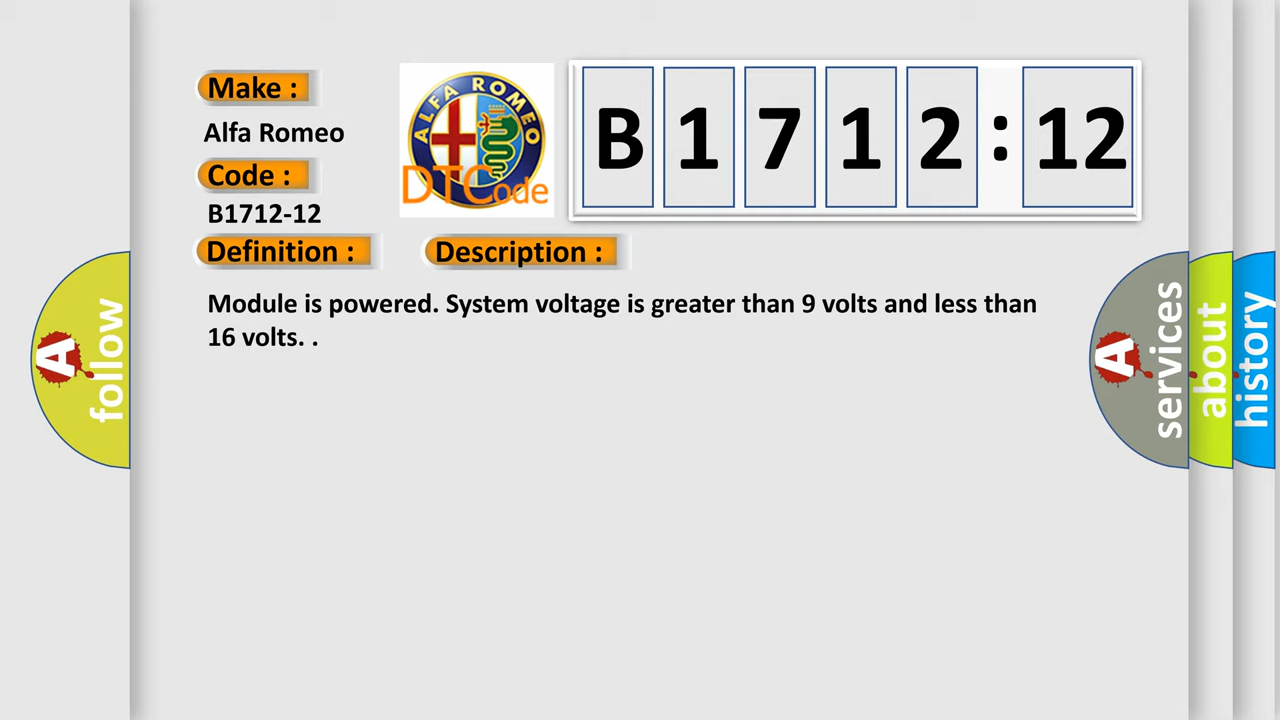 Make :
Alfa Romeo
Code :
B1712-12
Definition :
Description :
Module is powered. System voltage is greater than 9 volts and less than
16 volts. .
ALFA ROMEO
DTCode
B 1 7 1 2 : 12
A
follow
A
services
about
history